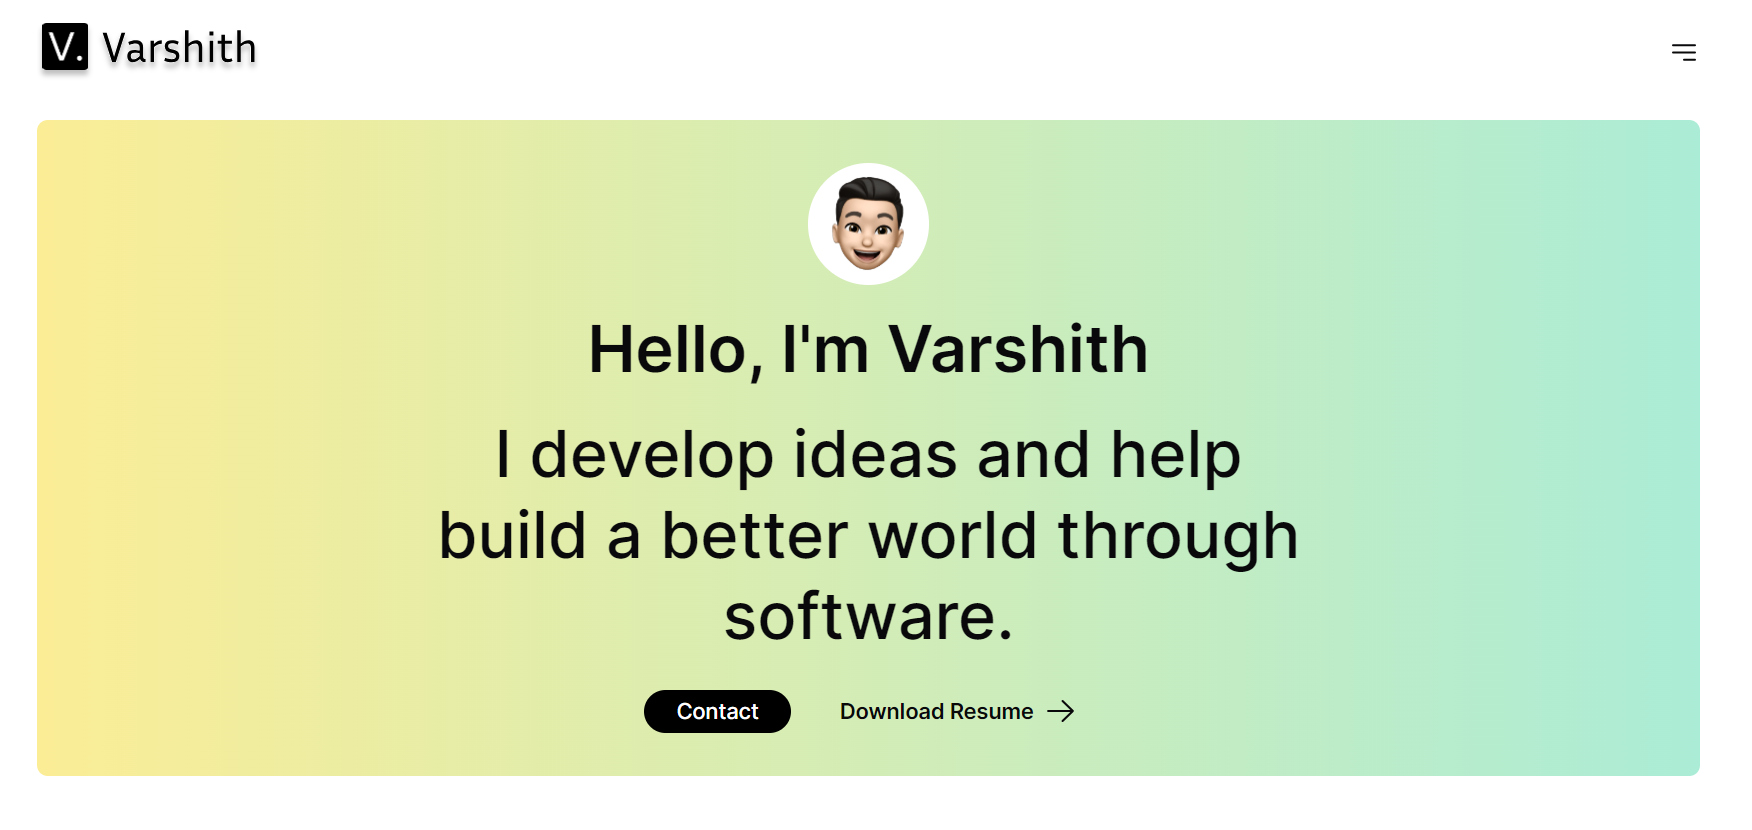 V. Varshith
Hello, I'm Varshith
I develop ideas and help
build a better world through
software.
Contact
Download Resume